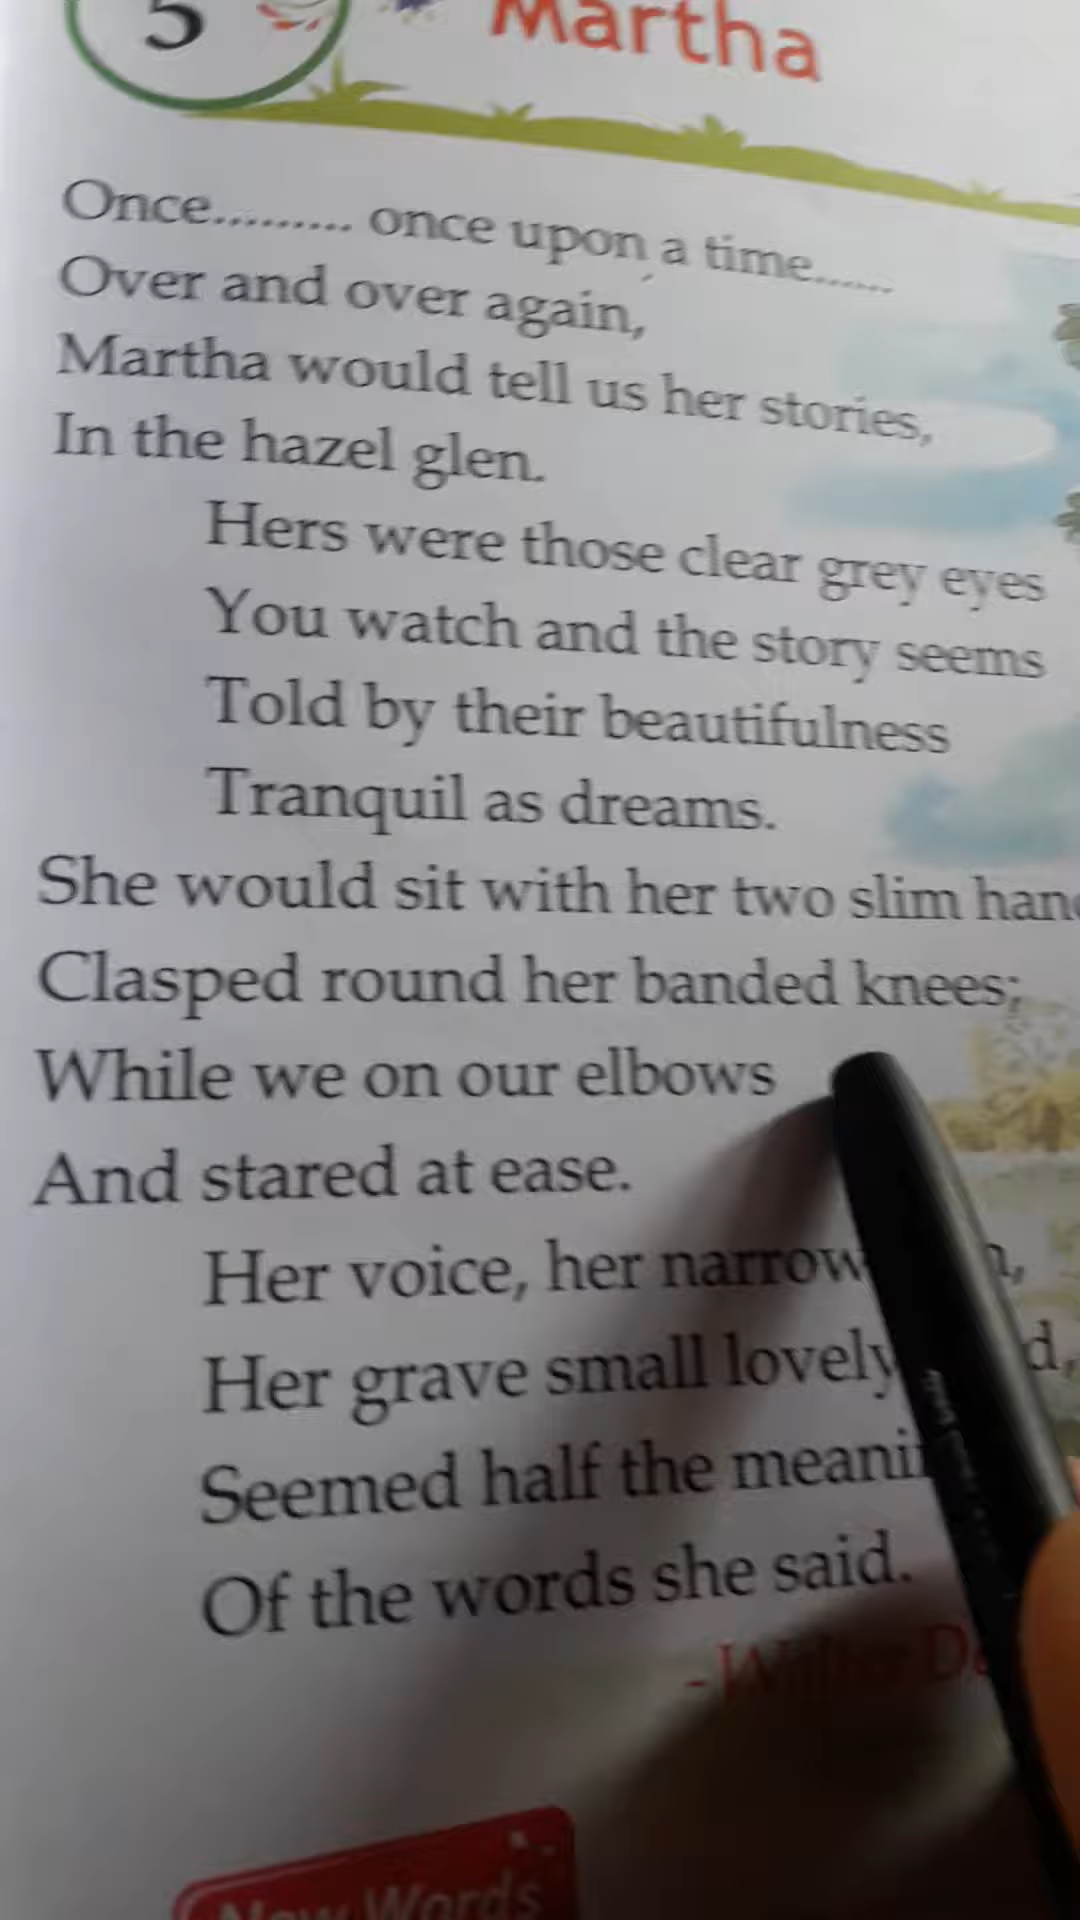 5
Martha
Once......... once upon a time......
Over and over again,
Martha would tell us her stories,
In the hazel glen.
Hers were those clear grey eyes
You watch and the story seems
Told by their beautifulness
Tranquil as dreams.
She would sit with her two slim
Clasped round her banded knees;
While we on our elbows
And stared at ease.
Her voice, her narrow
Her grave small lovely
Seemed half the
Of the words she said.
- Walter
New Words